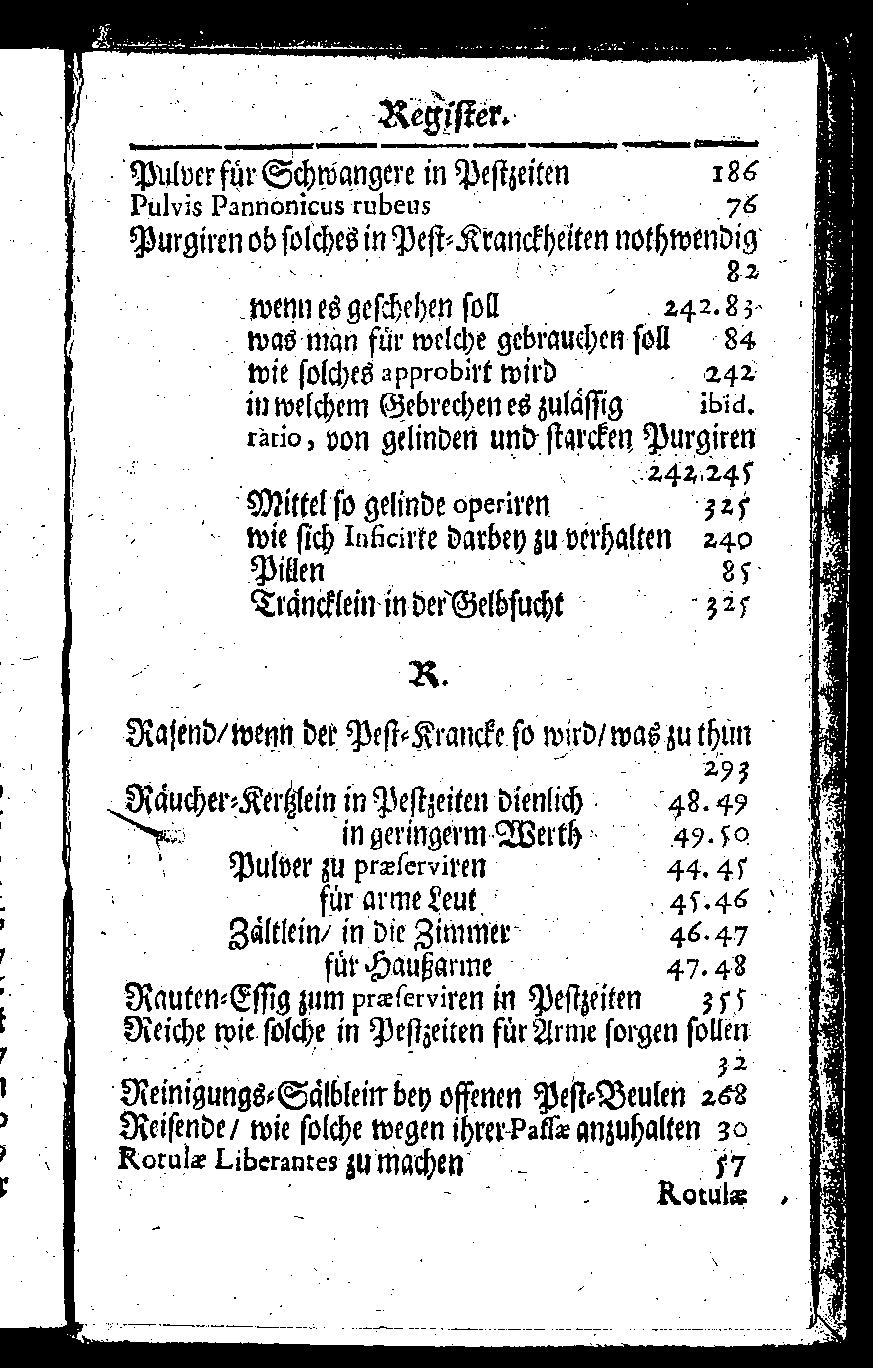 Register.
Pulver für Schwangere in Pestzeiten 186
Pulvis Pannonicus rubeus 76
Purgiren ob solches in Pest-Kranckheiten nothwendig
82
wenn es geschehen soll 242.83
was man für welche gebrauchen soll 84
wie solches approbirt wird 242
in welchem Gebrechen es zulässig ibid.
ratio, von gelinden und starcken Purgiren
242.245
Mittel so gelinde operiren 325
wie sich Inficirte darbey zu verhalten 240
Pillen 85
Träncklein in der Gelbsucht 325
R.
Rasend/ wenn der Pest-Krancke so wird/ was zu thun
293
Räucher-Kertzlein in Pestzeiten dienlich 48.49
in geringerm Werth 49.50
Pulver zu præserviren 44.45
für arme Leut 45.46
Zältlein/ in die Zimmer 46.47
für Haußarme 47.48
Rauten-Essig zum præserviren in Pestzeiten 355
Reiche wie solche in Pestzeiten für Arme sorgen sollen
32
Reinigungs-Sälblein bey offenen Pest-Beulen 268
Reisende/ wie solche wegen ihrer Passæ anzuhalten 30
Rotulæ Liberantes zu machen 57
Rotulæ